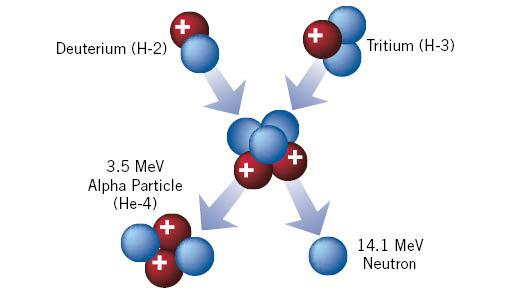 Deuterium (H-2)
Tritium (H-3)
+
+
+
+
3.5 MeV
Alpha Particle
(He-4)
+
+
14.1 MeV
Neutron